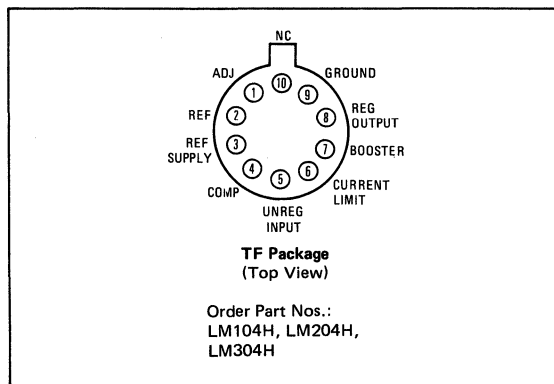 NC
ADJ
GROUND
10
1
9
REF
2
8
REG
OUTPUT
REF
SUPPLY
3
7
BOOSTER
COMP
4
5
6
CURRENT
LIMIT
UNREG
INPUT
TF Package
(Top View)
Order Part Nos.:
LM104H, LM204H,
LM304H